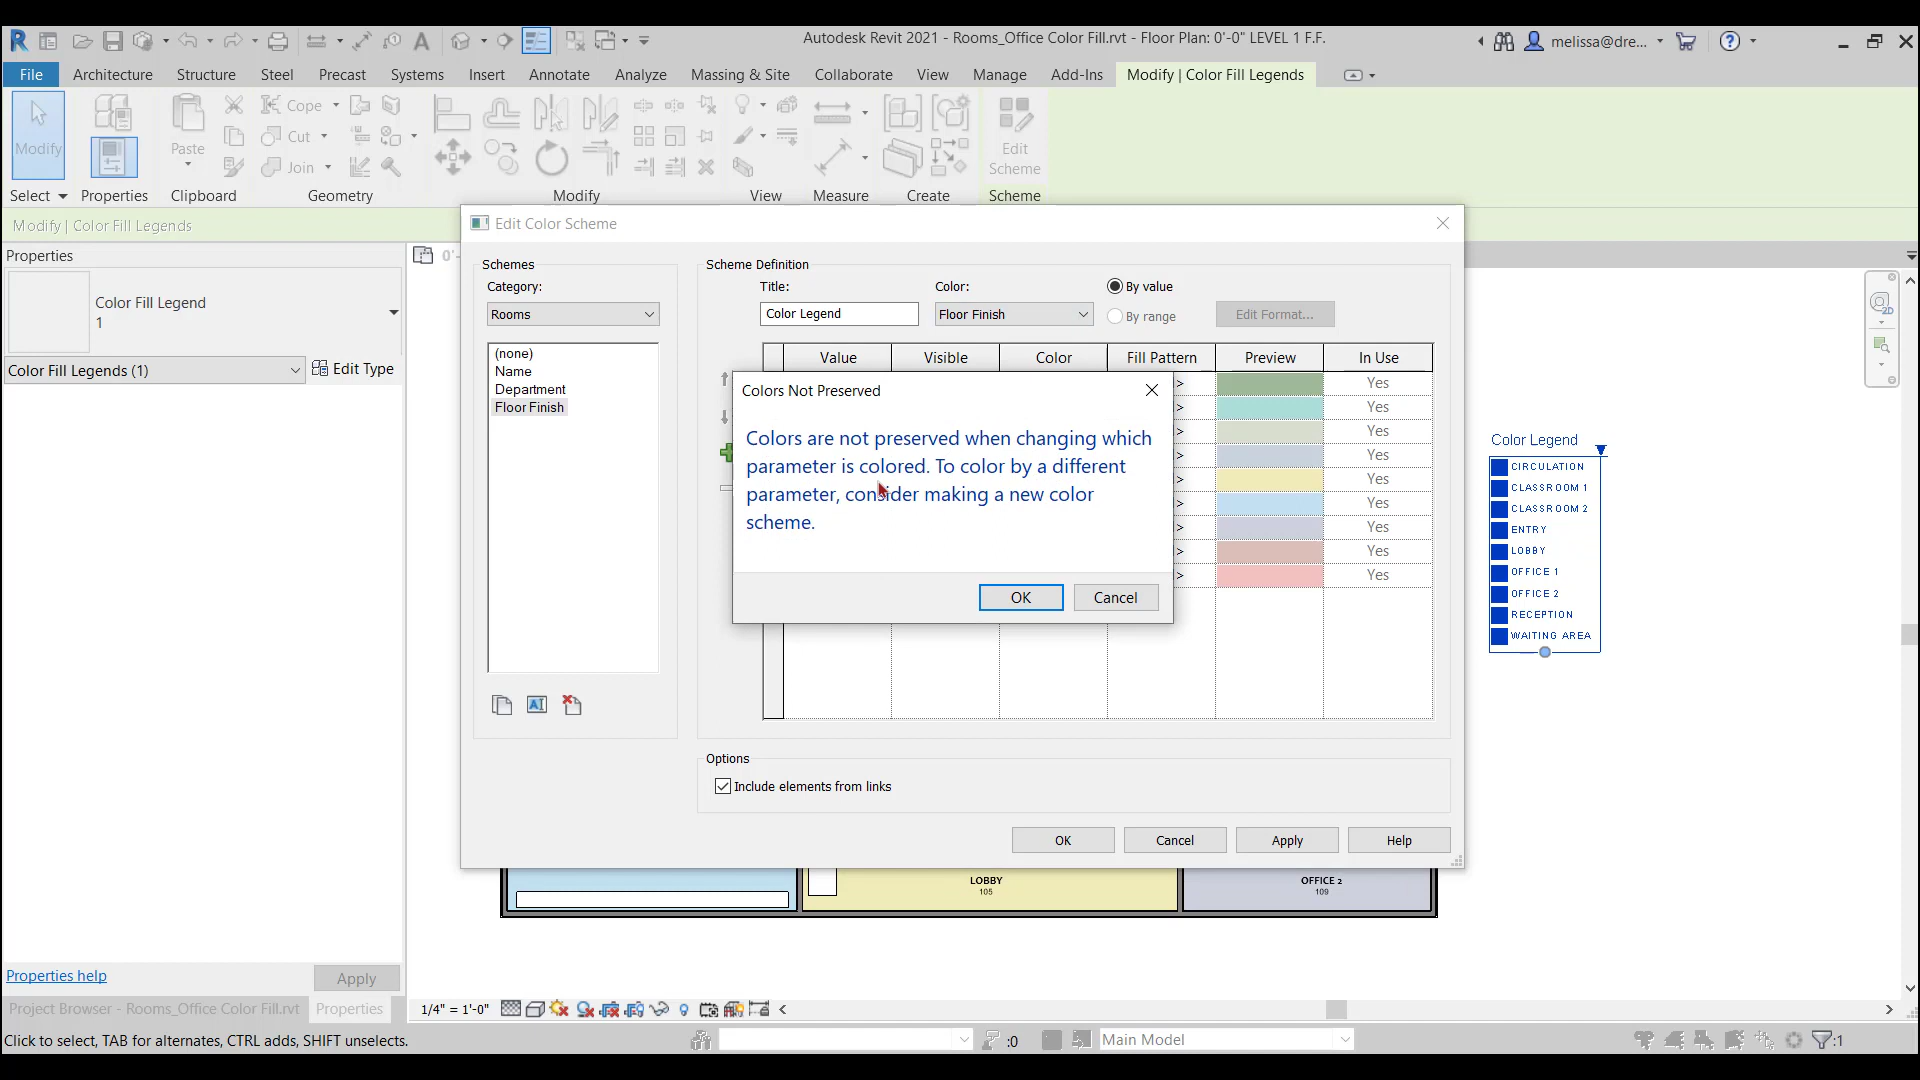 Autodesk Revit 2021 - Rooms_Office Color Fill.rvt - Floor Plan: 0'-0" LEVEL 1 F.F.
melissa@dre...
File Architecture Structure Steel Precast Systems Insert Annotate Analyze Massing & Site Collaborate View Manage Add-Ins Modify | Color Fill Legends
Modify
Paste
Cope
Cut
Join
Edit
Scheme
Select Properties Clipboard Geometry Modify View Measure Create Scheme
Modify | Color Fill Legends
Properties
Color Fill Legend
1
Color Fill Legends (1)
Edit Type
0'-
Edit Color Scheme
Schemes
Category:
Rooms
(none)
Name
Department
Floor Finish
Scheme Definition
Title:
Color Legend
Color:
Floor Finish
By value
By range
Edit Format...
Value Visible Color Fill Pattern Preview In Use
> Yes
> Yes
> Yes
> Yes
> Yes
> Yes
> Yes
> Yes
> Yes
Colors Not Preserved
Colors are not preserved when changing which
parameter is colored. To color by a different
parameter, consider making a new color
scheme.
OK Cancel
Options
Include elements from links
OK Cancel Apply Help
Color Legend
CIRCULATION
CLASSROOM 1
CLASSROOM 2
ENTRY
LOBBY
OFFICE 1
OFFICE 2
RECEPTION
WAITING AREA
2D
LOBBY
105
OFFICE 2
109
Properties help
Apply
Project Browser - Rooms_Office Color Fill.rvt Properties
1/4" = 1'-0"
Click to select, TAB for alternates, CTRL adds, SHIFT unselects.
:0
Main Model
:1